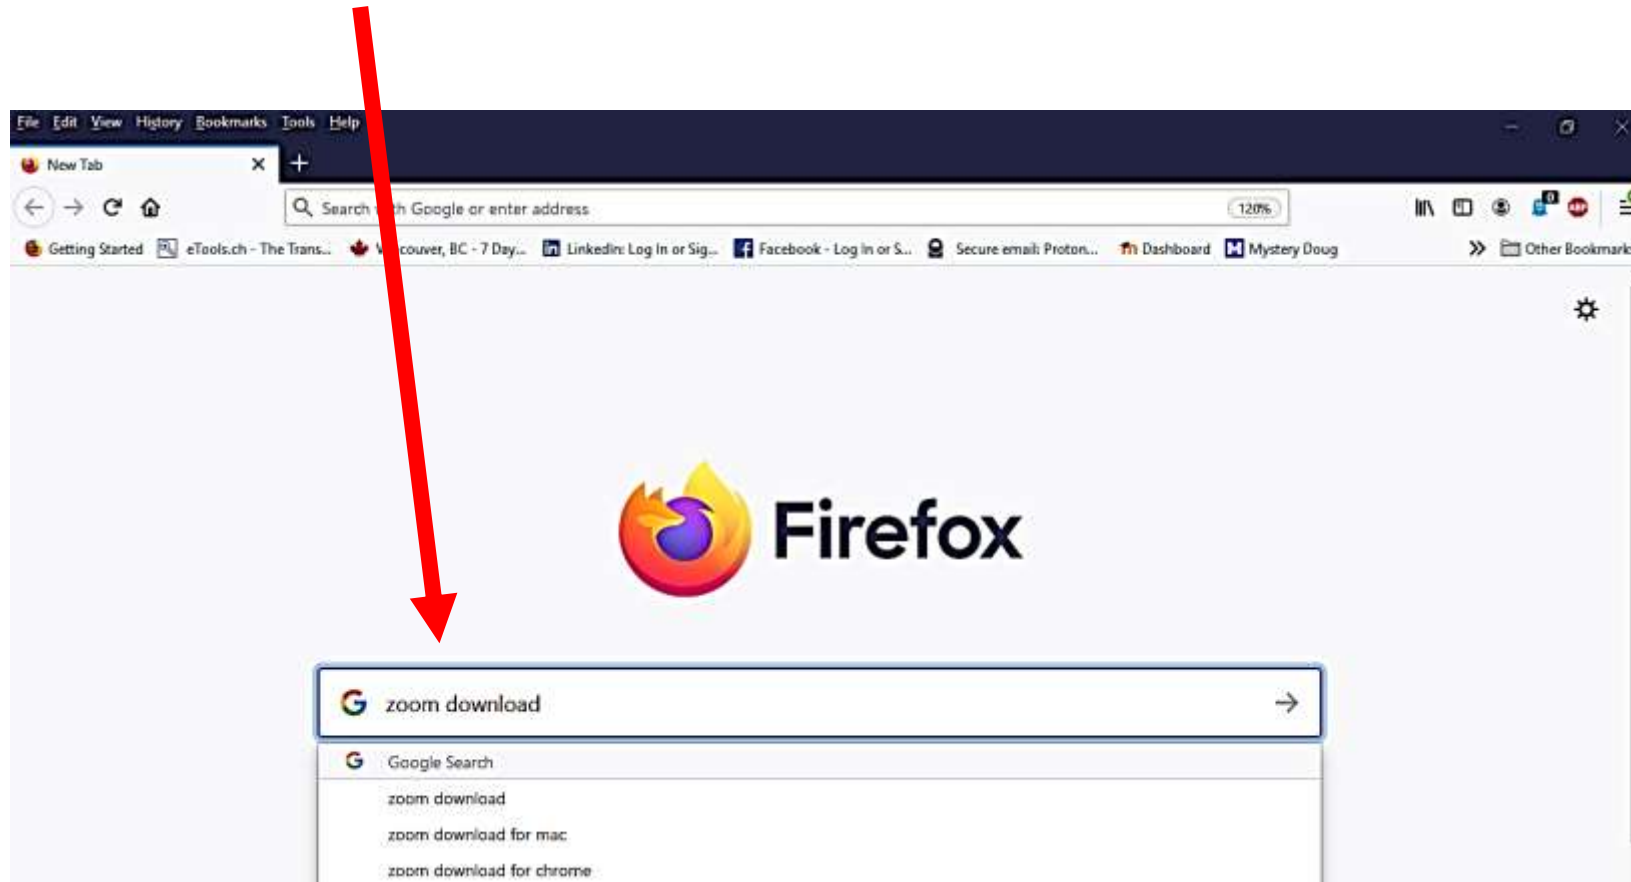 File Edit View History Bookmarks Tools Help
New Tab
Search with Google or enter address 120%
Getting Started eTools.ch - The Trans... Vancouver, BC - 7 Day... LinkedIn: Log In or Sig... Facebook - Log In or S... Secure email: Proton... Dashboard Mystery Doug Other Bookmark
Firefox
zoom download
Google Search
zoom download
zoom download for mac
zoom download for chrome